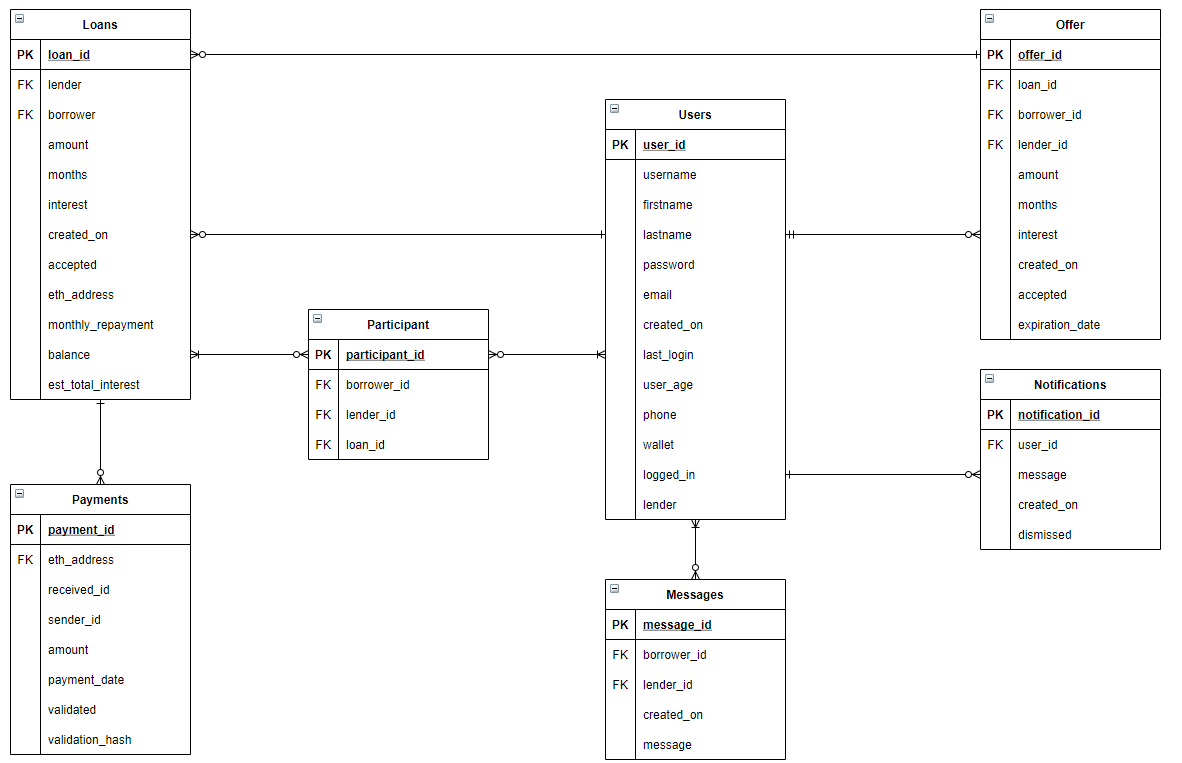 Loans
PK loan_id
FK lender
FK borrower
amount
months
interest
created_on
accepted
eth_address
monthly_repayment
balance
est_total_interest
Offer
PK offer_id
FK loan_id
FK borrower_id
FK lender_id
amount
months
interest
created_on
accepted
expiration_date
Users
PK user_id
username
firstname
lastname
password
email
created_on
last_login
user_age
phone
wallet
logged_in
lender
Participant
PK participant_id
FK borrower_id
FK lender_id
FK loan_id
Notifications
PK notification_id
FK user_id
message
created_on
dismissed
Payments
PK payment_id
FK eth_address
received_id
sender_id
amount
payment_date
validated
validation_hash
Messages
PK message_id
FK borrower_id
FK lender_id
created_on
message